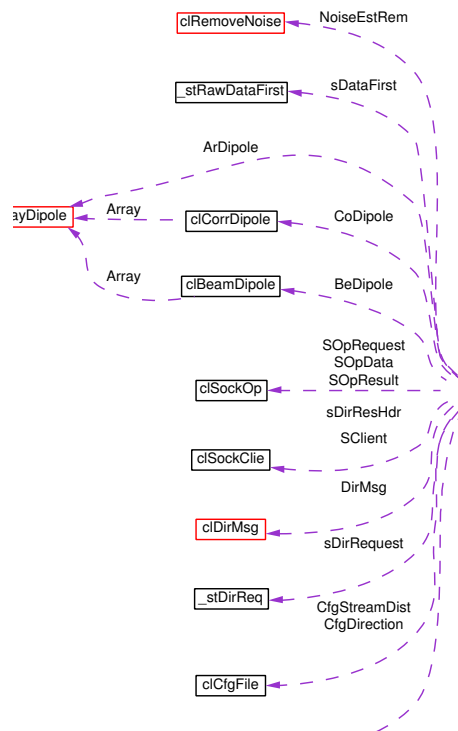 NoiseEstRem
clRemoveNoise
sDataFirst
_stRawDataFirst
ArDipole
ayDipole
Array
clCorrDipole
CoDipole
Array
clBeamDipole
BeDipole
SOpRequest
SOpData
SOpResult
clSockOp
sDirResHdr
SClient
clSockClie
DirMsg
clDirMsg
sDirRequest
_stDirReq
CfgStreamDist
CfgDirection
clCfgFile